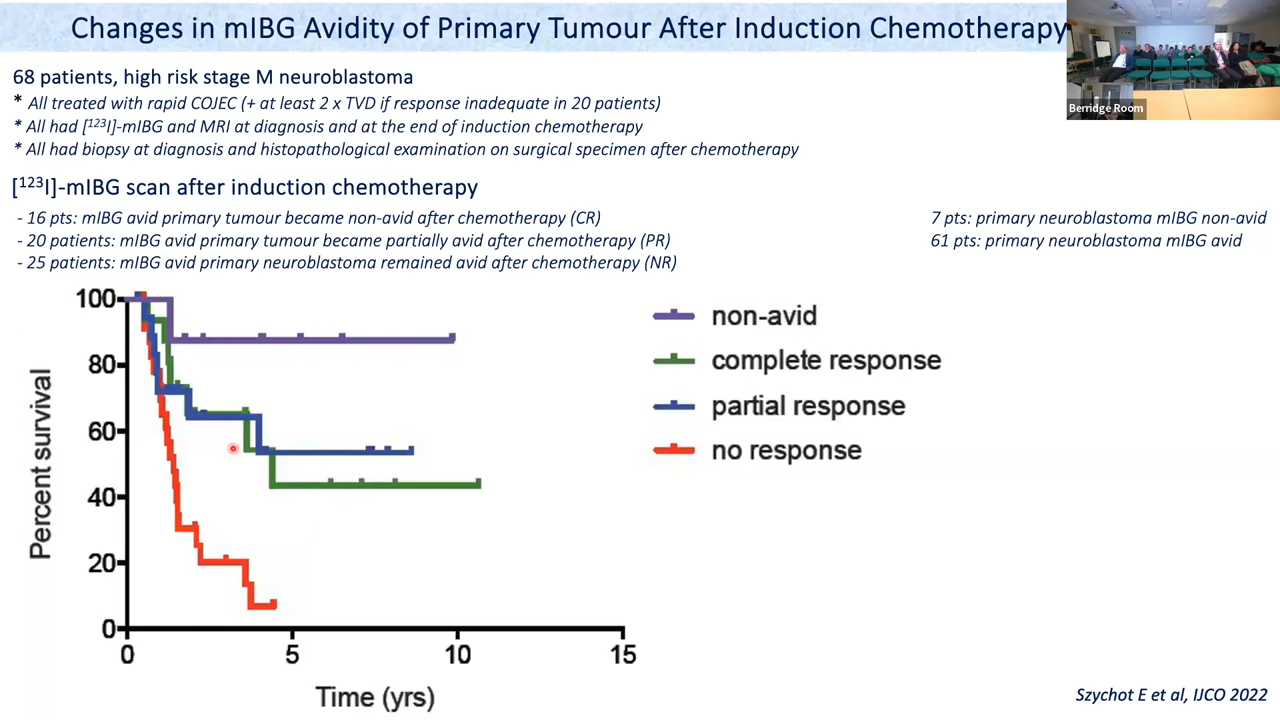 Changes in mIBG Avidity of Primary Tumour After Induction Chemotherapy
Berridge Room
68 patients, high risk stage M neuroblastoma
* All treated with rapid COJEC (+ at least 2 x TVD if response inadequate in 20 patients)
* All had [123I]-mIBG and MRI at diagnosis and at the end of induction chemotherapy
* All had biopsy at diagnosis and histopathological examination on surgical specimen after chemotherapy
[123I]-mIBG scan after induction chemotherapy
- 16 pts: mIBG avid primary tumour became non-avid after chemotherapy (CR)
- 20 patients: mIBG avid primary tumour became partially avid after chemotherapy (PR)
- 25 patients: mIBG avid primary neuroblastoma remained avid after chemotherapy (NR)
7 pts: primary neuroblastoma mIBG non-avid
61 pts: primary neuroblastoma mIBG avid
Percent survival
100
80
60
40
20
0
0 5 10 15
Time (yrs)
non-avid
complete response
partial response
no response
Szychot E et al, IJCO 2022